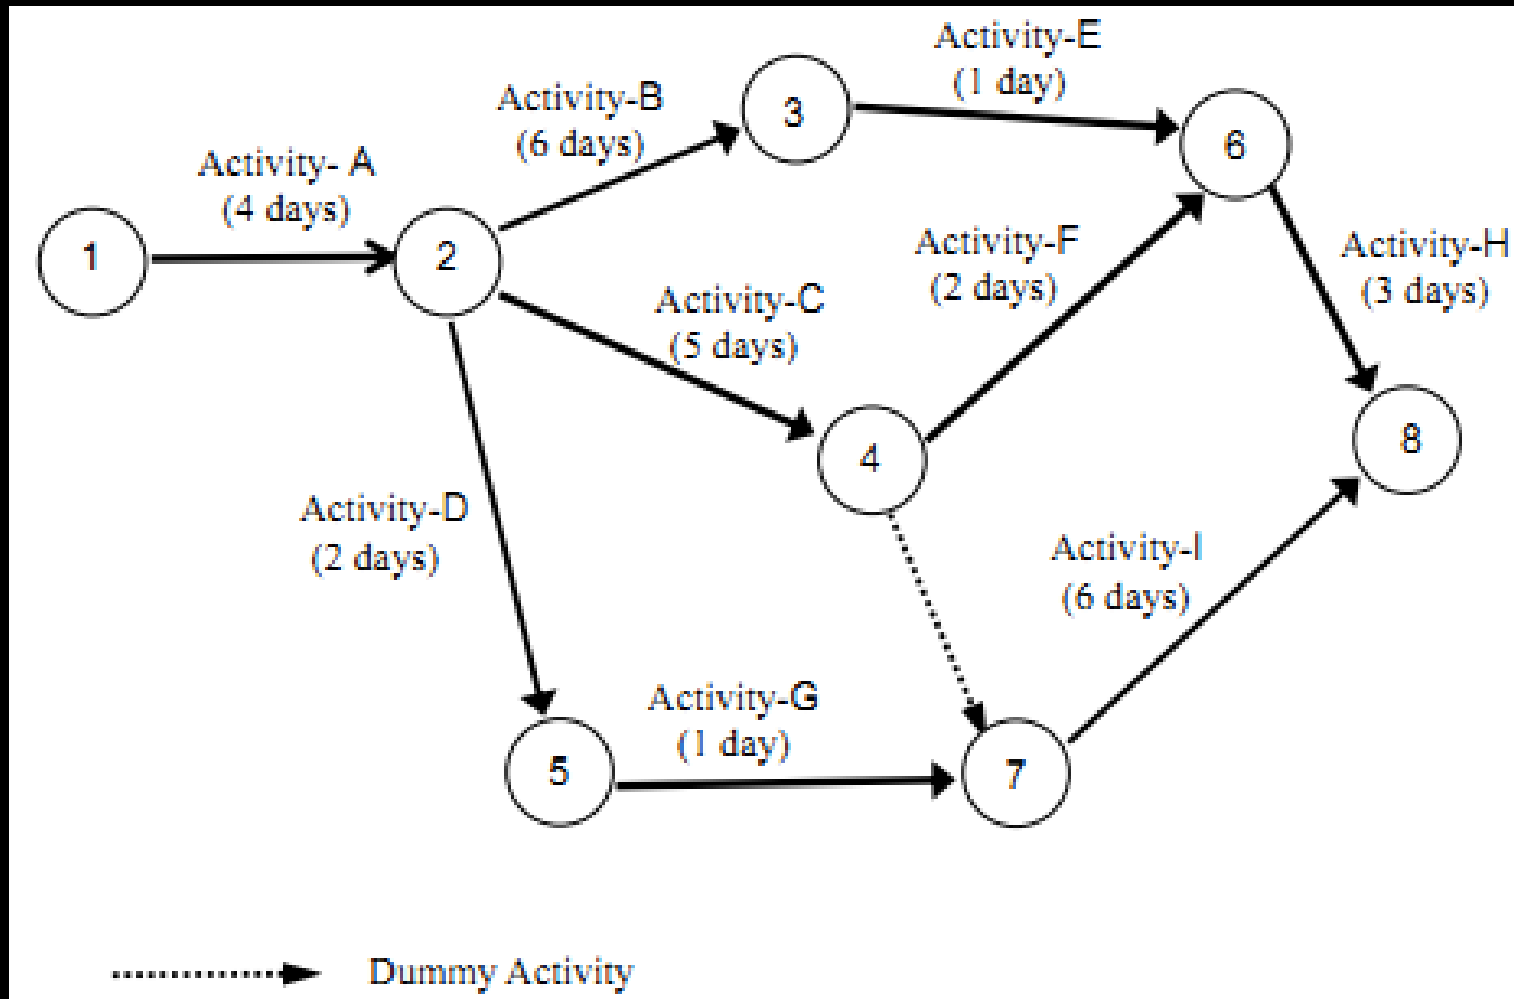 Activity-E
(1 day)
Activity-B
(6 days)
3
6
Activity- A
(4 days)
1
2
Activity-F
(2 days)
Activity-H
(3 days)
Activity-C
(5 days)
4
8
Activity-D
(2 days)
Activity-I
(6 days)
Activity-G
(1 day)
5
7
Dummy Activity